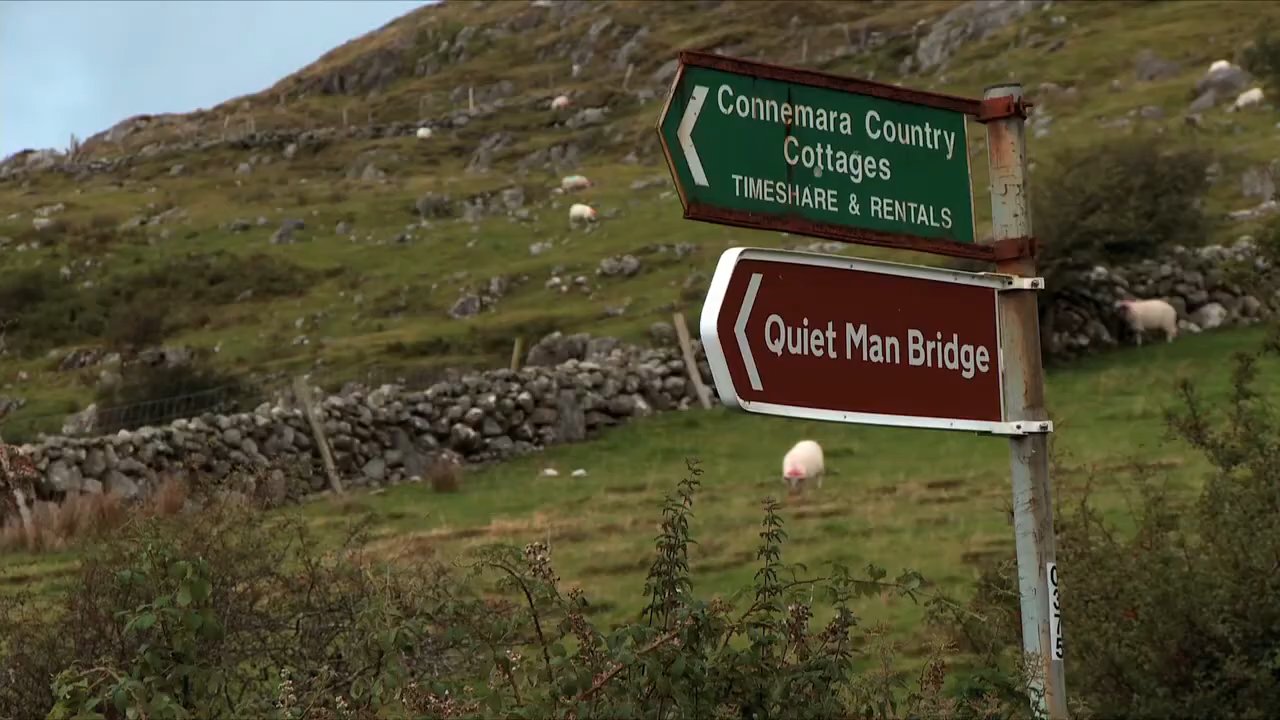 Connemara Country
Cottages
TIMESHARE & RENTALS
Quiet Man Bridge